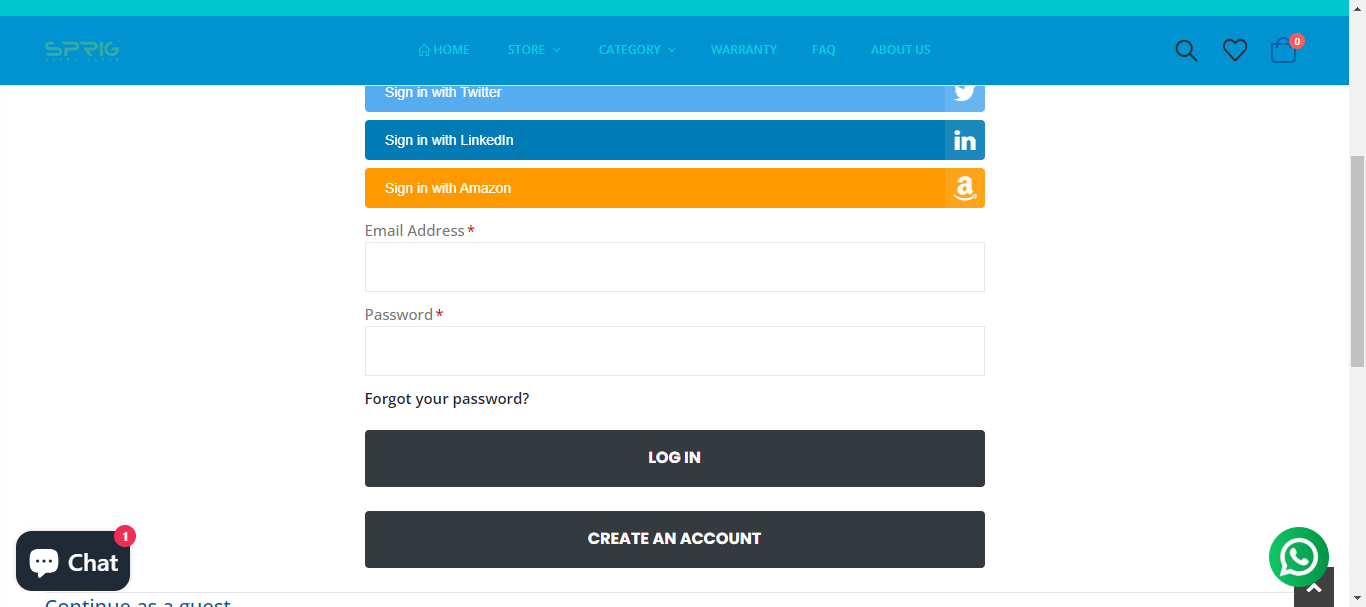 SPRIG
HOME
STORE
CATEGORY
WARRANTY
FAQ
ABOUT US
0
Sign in with Twitter
Sign in with LinkedIn
in
Sign in with Amazon
a
Email Address*
Password*
Forgot your password?
LOG IN
CREATE AN ACCOUNT
1
Chat
Continue as a guest